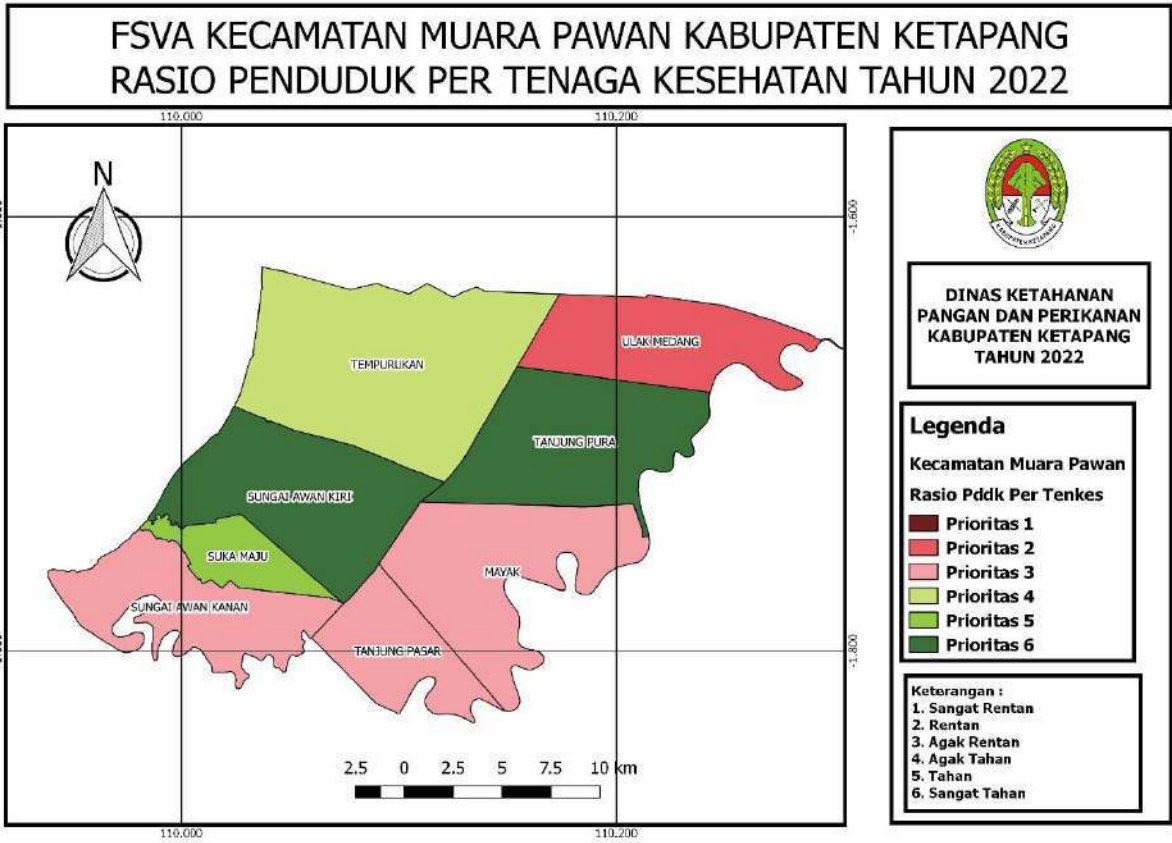 FSVA KECAMATAN MUARA PAWAN KABUPATEN KETAPANG
RASIO PENDUDUK PER TENAGA KESEHATAN TAHUN 2022
110.000
110.200
N
-1.600
ULAK MEDANG
TEMPURUKAN
TANJUNG PURA
SUNGAI AWAN KIRI
SUKA MAJU
MAYAK
SUNGAI AWAN KANAN
TANJUNG PASAR
-1.800
2.5 0 2.5 5 7.5 10 km
110.000
110.200
KABUPATEN KETAPANG
DINAS KETAHANAN
PANGAN DAN PERIKANAN
KABUPATEN KETAPANG
TAHUN 2022
Legenda
Kecamatan Muara Pawan
Rasio Pddk Per Tenkes
Prioritas 1
Prioritas 2
Prioritas 3
Prioritas 4
Prioritas 5
Prioritas 6
Keterangan :
1. Sangat Rentan
2. Rentan
3. Agak Rentan
4. Agak Tahan
5. Tahan
6. Sangat Tahan